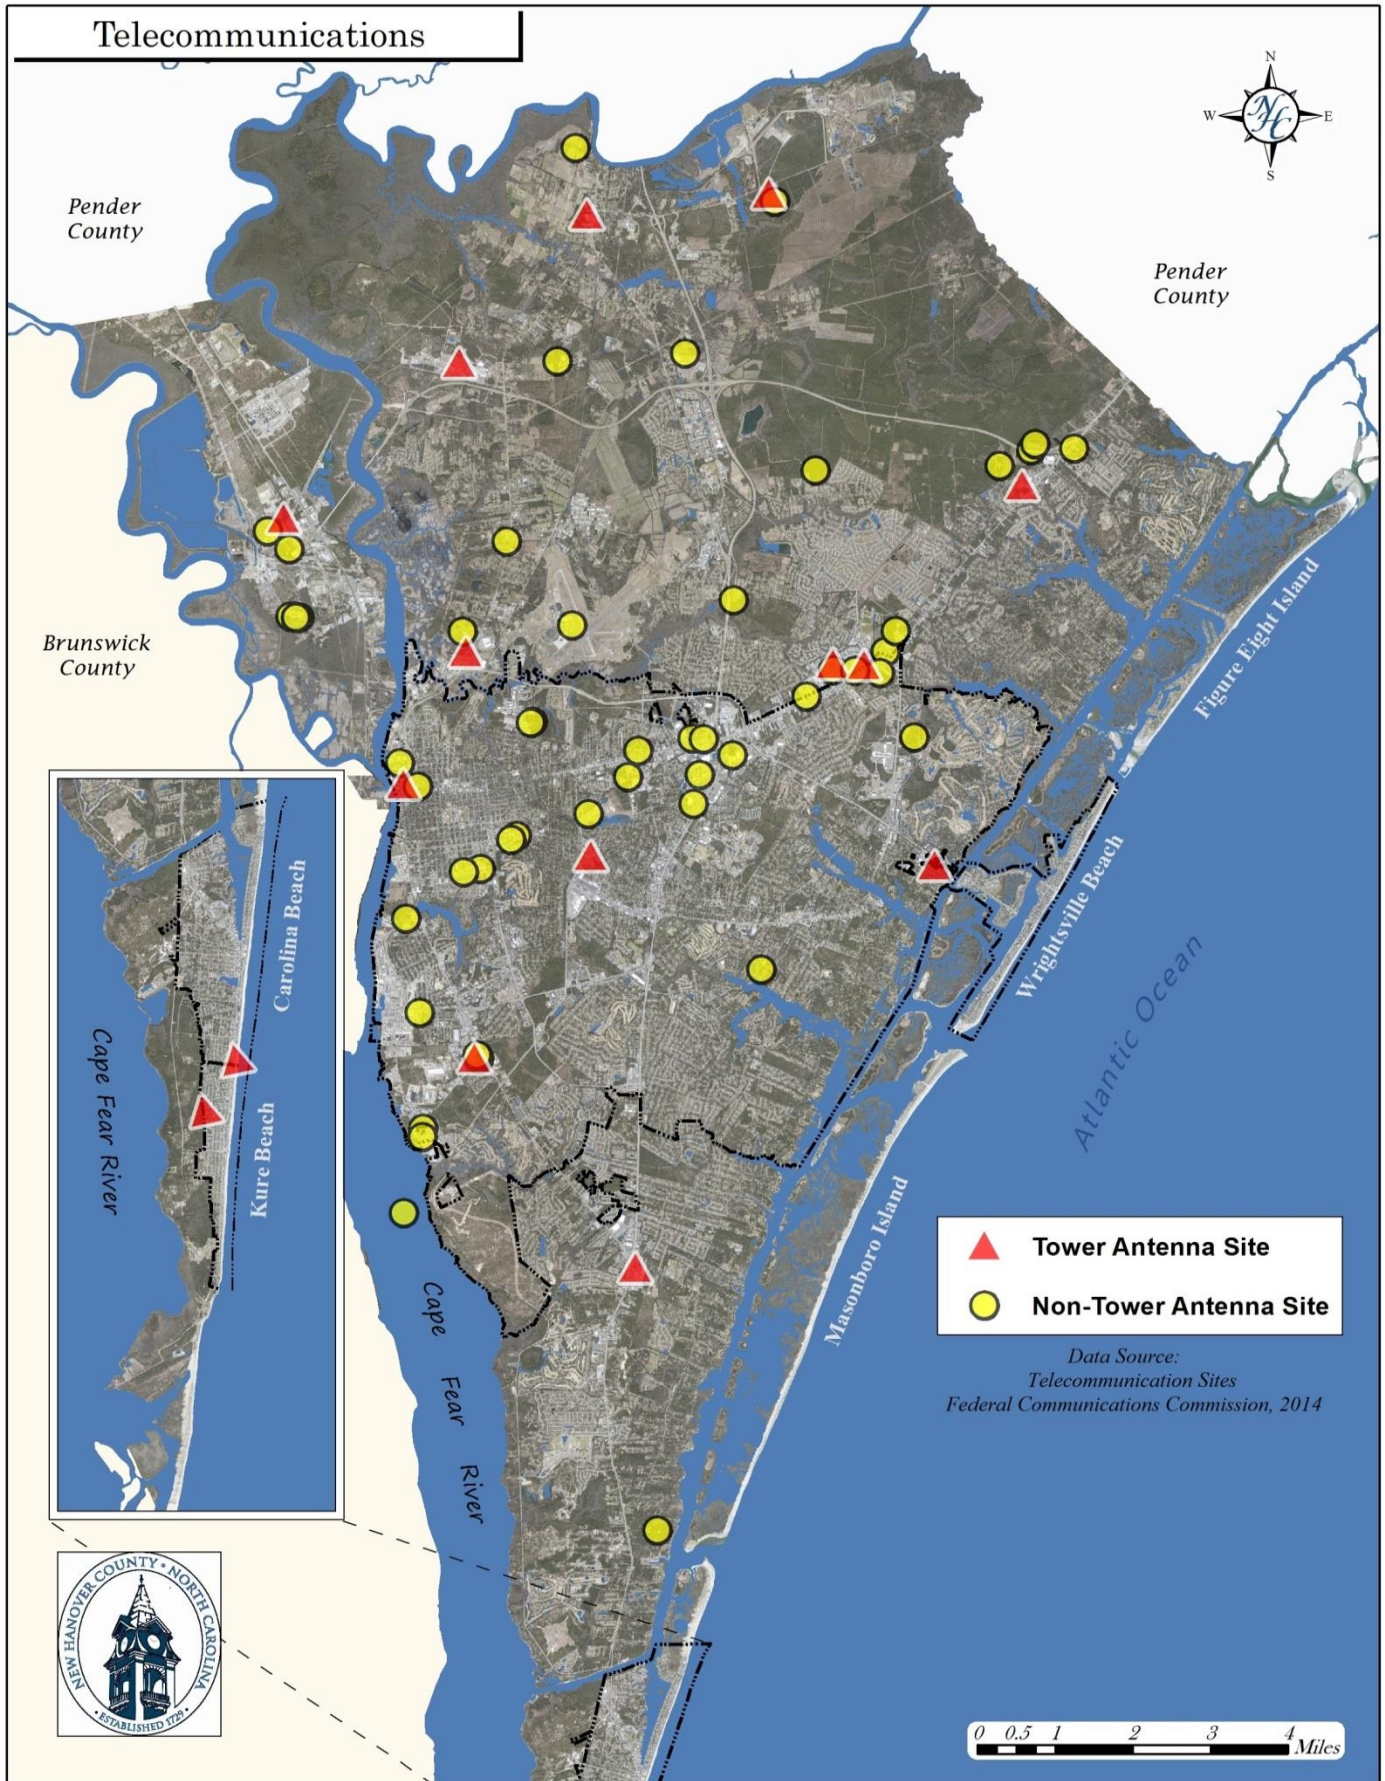 Telecommunications
N
W
NHC
E
S
Pender
County
Pender
County
Brunswick
County
Figure Eight Island
Wrightsville Beach
Carolina Beach
Cape Fear River
Kure Beach
Atlantic Ocean
Masonboro Island
Tower Antenna Site
Non-Tower Antenna Site
Data Source:
Telecommunication Sites
Federal Communications Commission, 2014
Cape
Fear
River
NEW HANOVER COUNTY • NORTH CAROLINA
• ESTABLISHED 1729 •
0 0.5 1 2 3 4
Miles